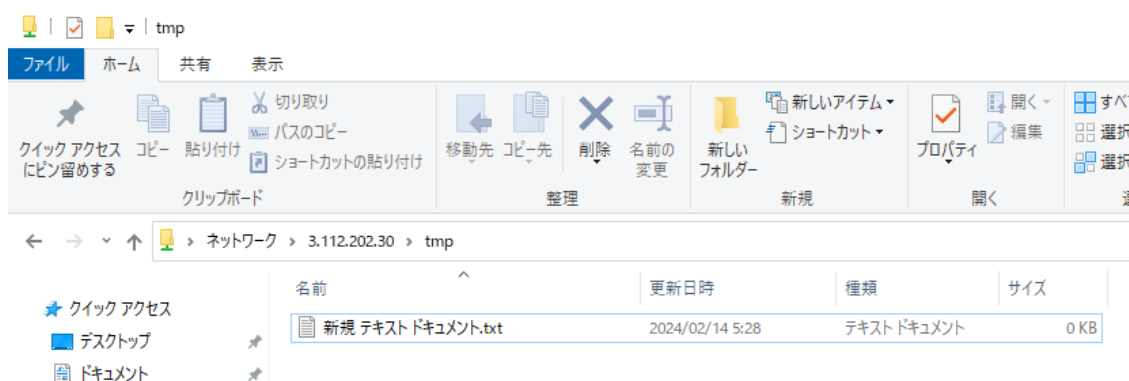 tmp
ファイル ホーム 共有 表示
クイック アクセス
にピン留めする
コピー
貼り付け
切り取り
パスのコピー
ショートカットの貼り付け
クリップボード
移動先
コピー先
削除
名前の
変更
整理
新しい
フォルダー
新しいアイテム
ショートカット
新規
プロパティ
開く
編集
開く
すべ
選択
選択
ネットワーク > 3.112.202.30 > tmp
名前 更新日時 種類 サイズ
新規 テキスト ドキュメント.txt 2024/02/14 5:28 テキスト ドキュメント 0 KB
クイック アクセス
デスクトップ
ドキュメント